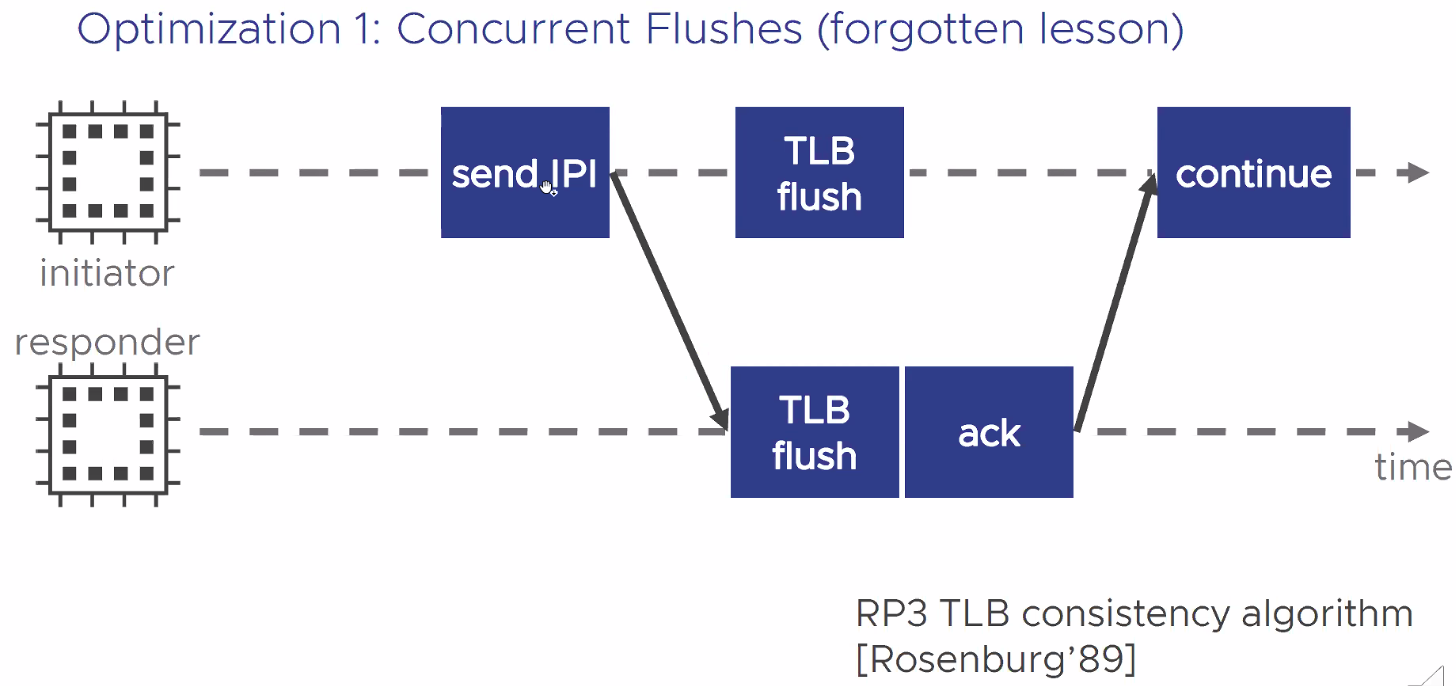 Optimization 1: Concurrent Flushes (forgotten lesson)
send IPI
TLB
flush
continue
initiator
responder
TLB
flush
ack
time
RP3 TLB consistency algorithm
[Rosenburg’89]